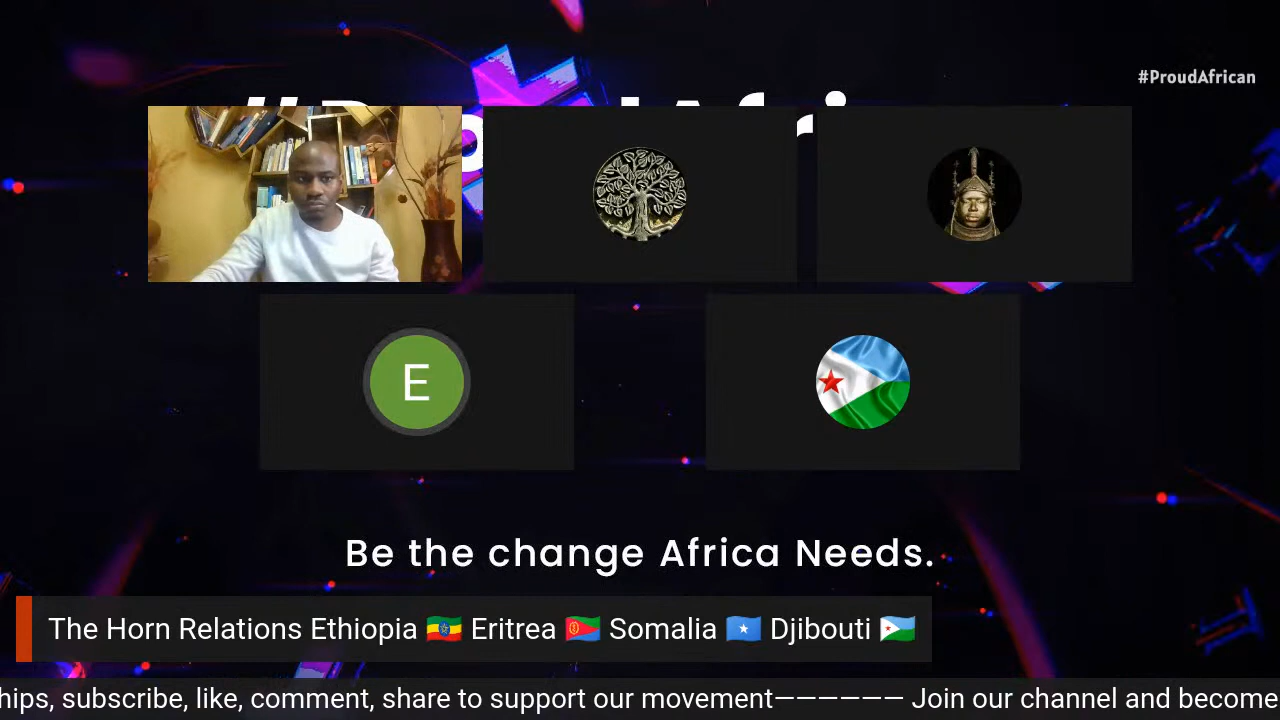 #ProudAfrican
E
Be the change Africa Needs.
The Horn Relations Ethiopia 🇪🇹 Eritrea 🇪🇷 Somalia 🇸🇴 Djibouti 🇩🇯
hips, subscribe, like, comment, share to support our movement—————— Join our channel and become